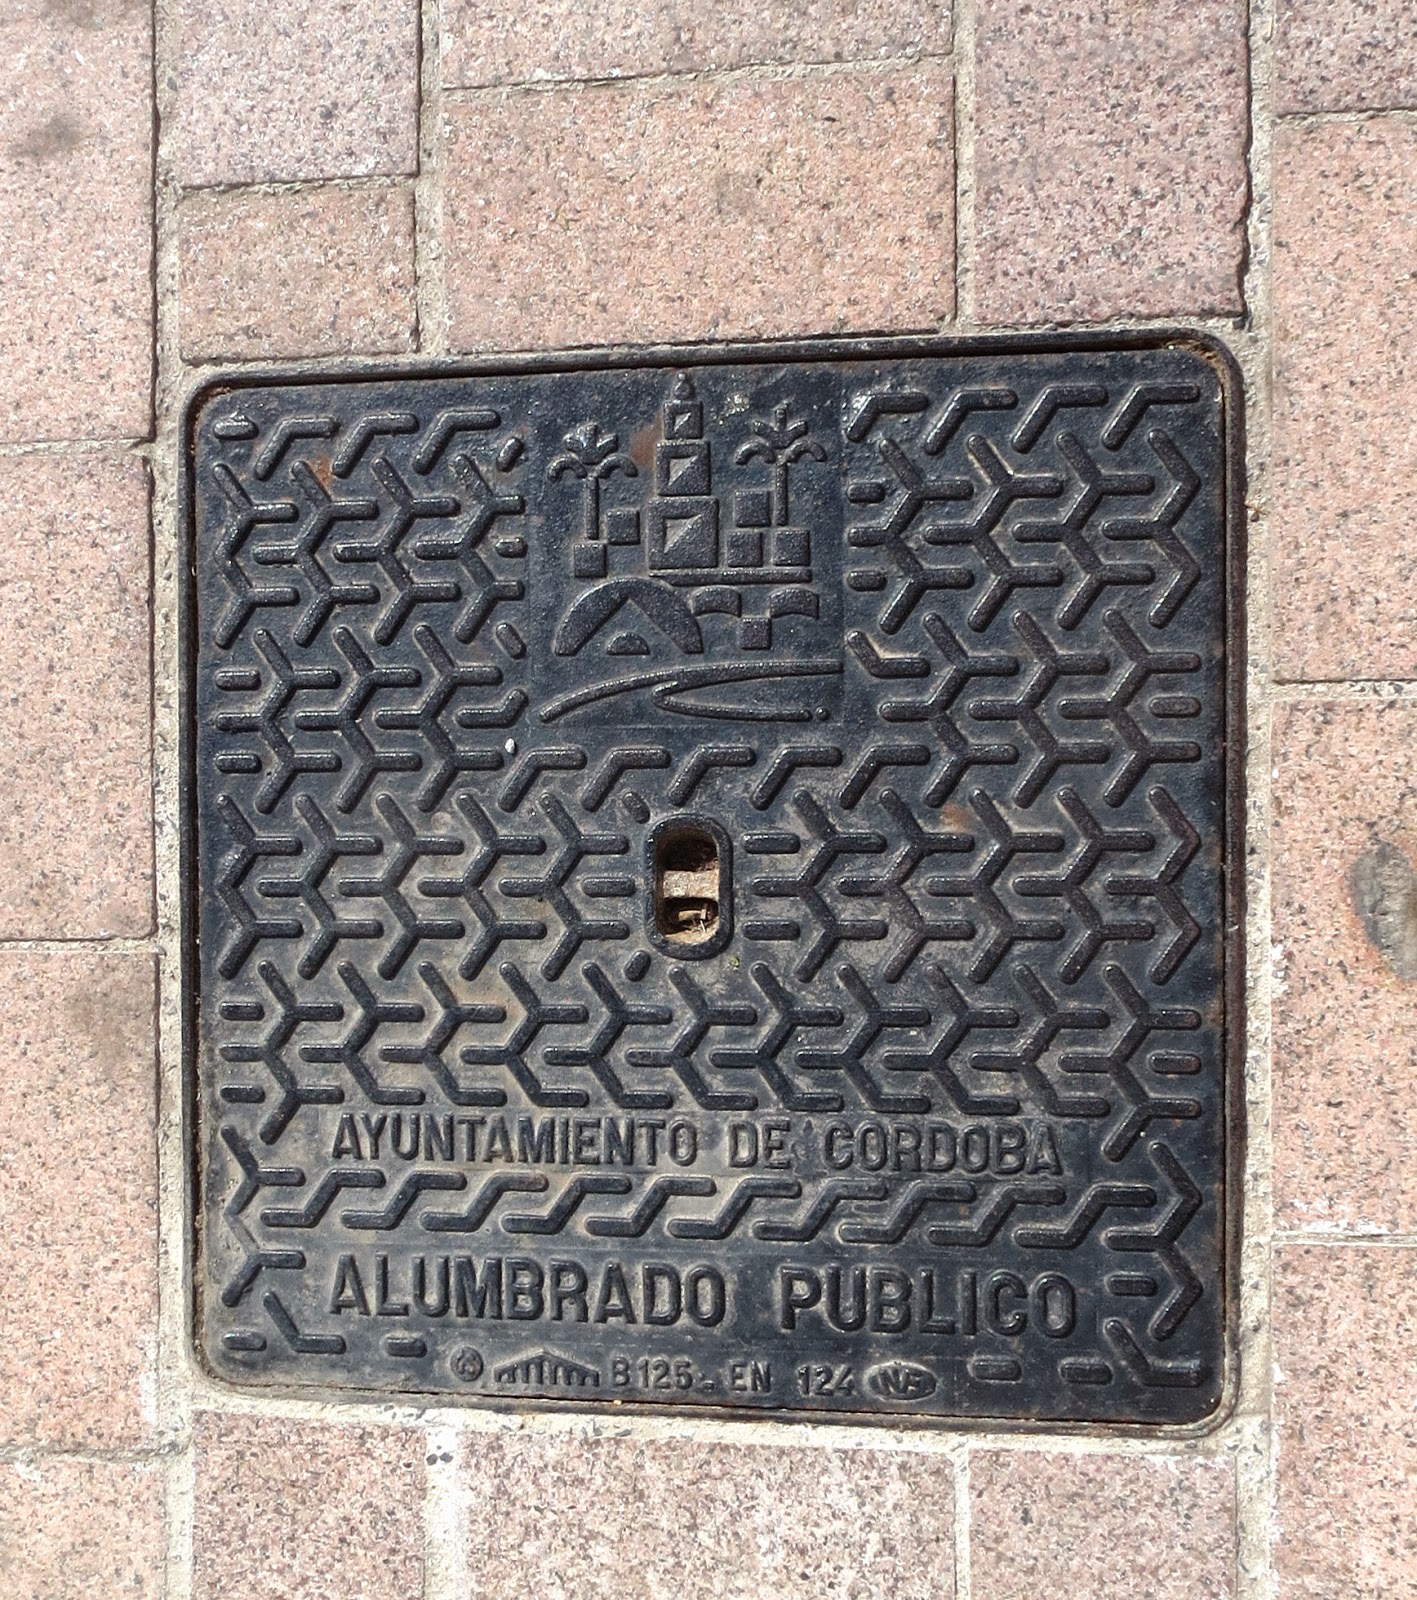 AYUNTAMIENTO DE CORDOBA
ALUMBRADO PUBLICO
B125 - EN 124 NF